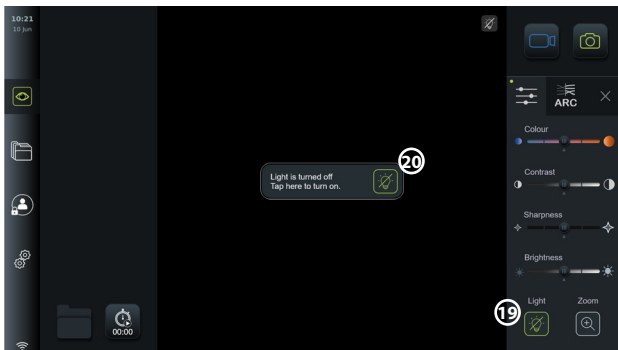 10:21
10 Jun
ARC
Colour
Contrast
20
Light is turned off
Tap here to turn on.
Sharpness
Brightness
19
Light
Zoom
00:00